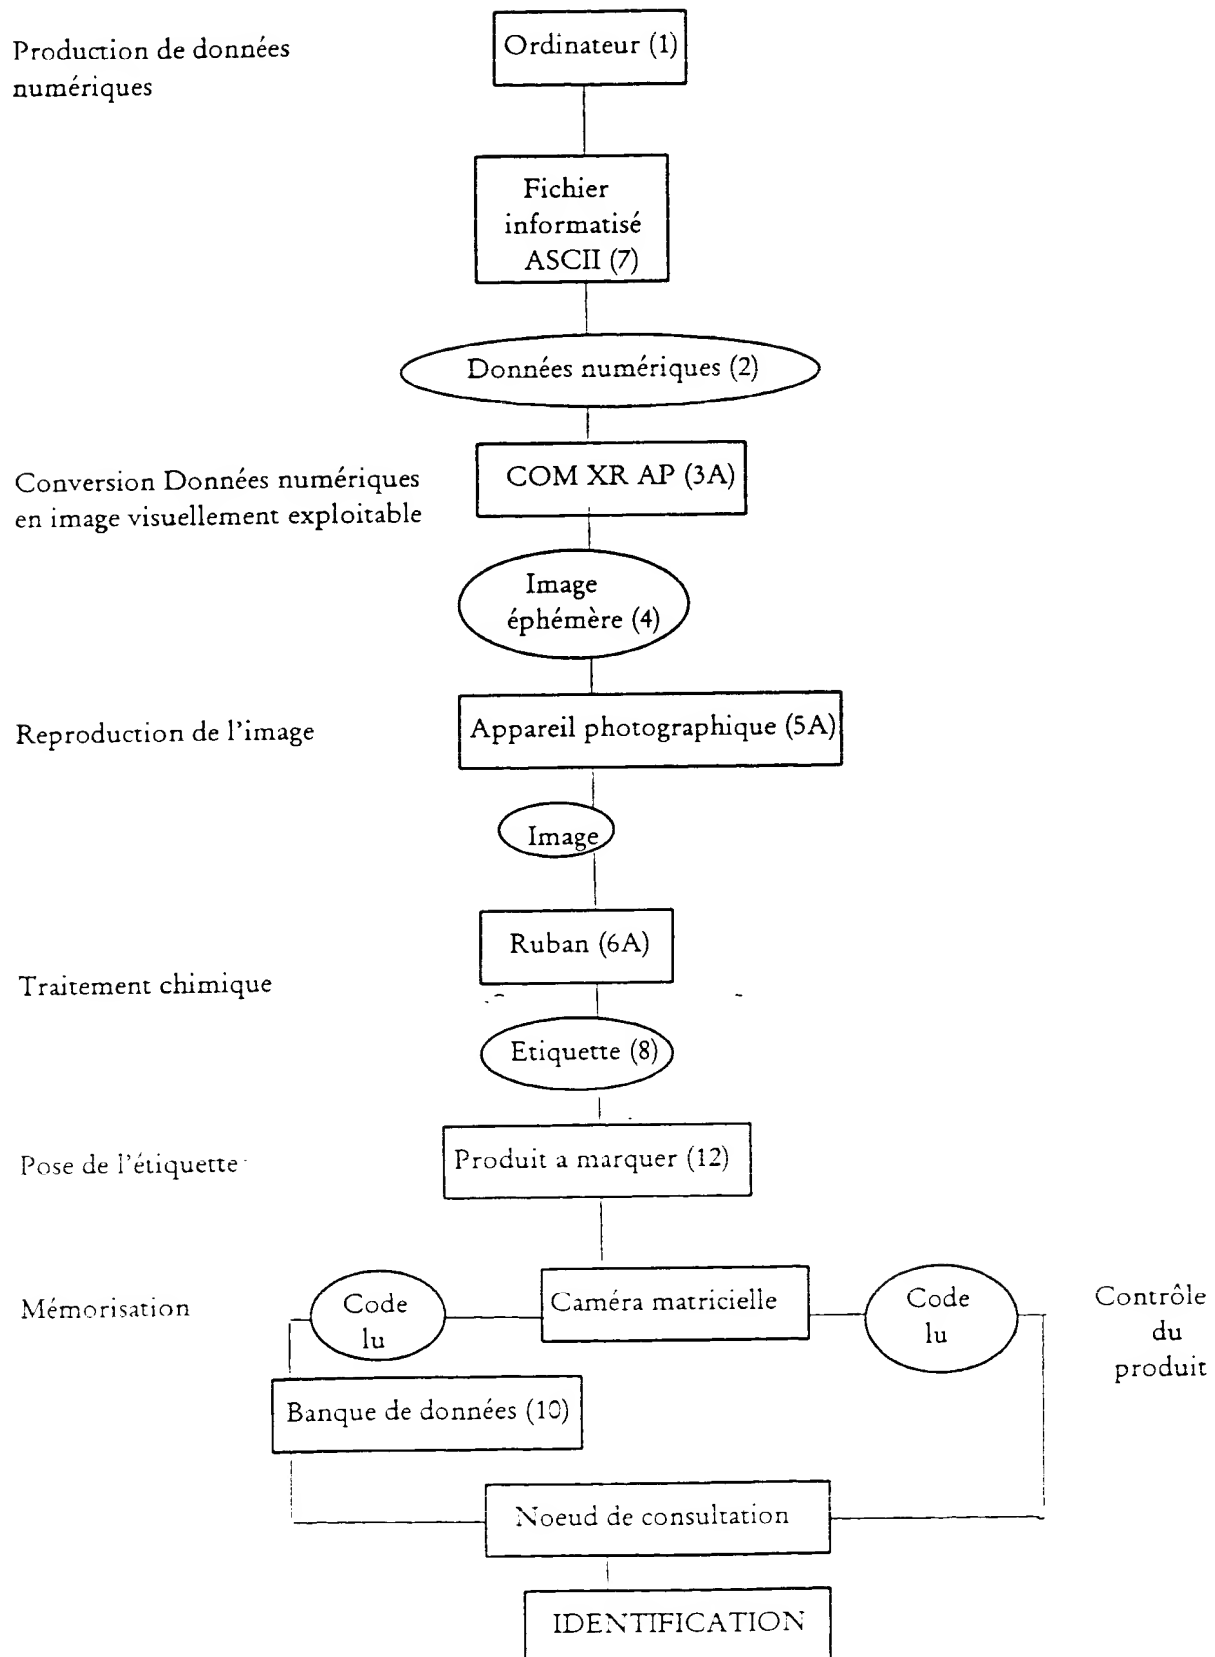 Production de données
numériques
Ordinateur (1)
Fichier
informatisé
ASCII (7)
Données numériques (2)
Conversion Données numériques
en image visuellement exploitable
COM XR AP (3A)
Image
éphémère (4)
Reproduction de l'image
Appareil photographique (5A)
Image
Ruban (6A)
Traitement chimique
Etiquette (8)
Pose de l'étiquette
Produit a marquer (12)
Mémorisation
Code
lu
Caméra matricielle
Code
lu
Contrôle
du
produit
Banque de données (10)
Noeud de consultation
IDENTIFICATION